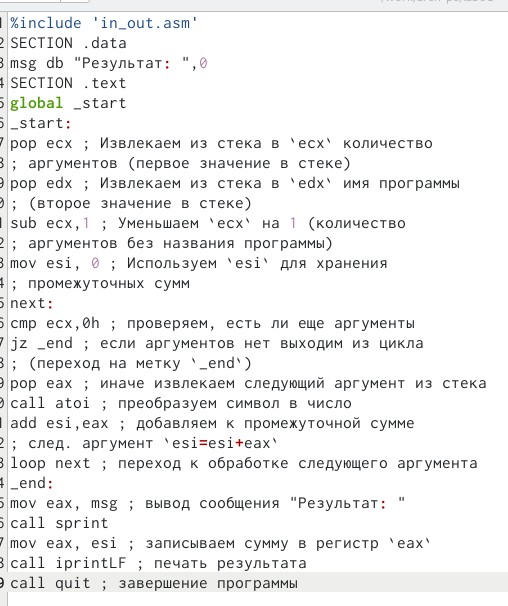 %include 'in_out.asm'
SECTION .data
msg db "Результат: ",0
SECTION .text
global _start
_start:
pop ecx ; Извлекаем из стека в `ecx` количество
; аргументов (первое значение в стеке)
pop edx ; Извлекаем из стека в `edx` имя программы
; (второе значение в стеке)
sub ecx,1 ; Уменьшаем `ecx` на 1 (количество
; аргументов без названия программы)
mov esi, 0 ; Используем `esi` для хранения
; промежуточных сумм
next:
cmp ecx,0h ; проверяем, есть ли еще аргументы
jz _end ; если аргументов нет выходим из цикла
; (переход на метку `_end`)
pop eax ; иначе извлекаем следующий аргумент из стека
call atoi ; преобразуем символ в число
add esi,eax ; добавляем к промежуточной сумме
; след. аргумент `esi=esi+eax`
loop next ; переход к обработке следующего аргумента
_end:
mov eax, msg ; вывод сообщения "Результат: "
call sprint
mov eax, esi ; записываем сумму в регистр `eax`
call iprintLF ; печать результата
call quit ; завершение программы